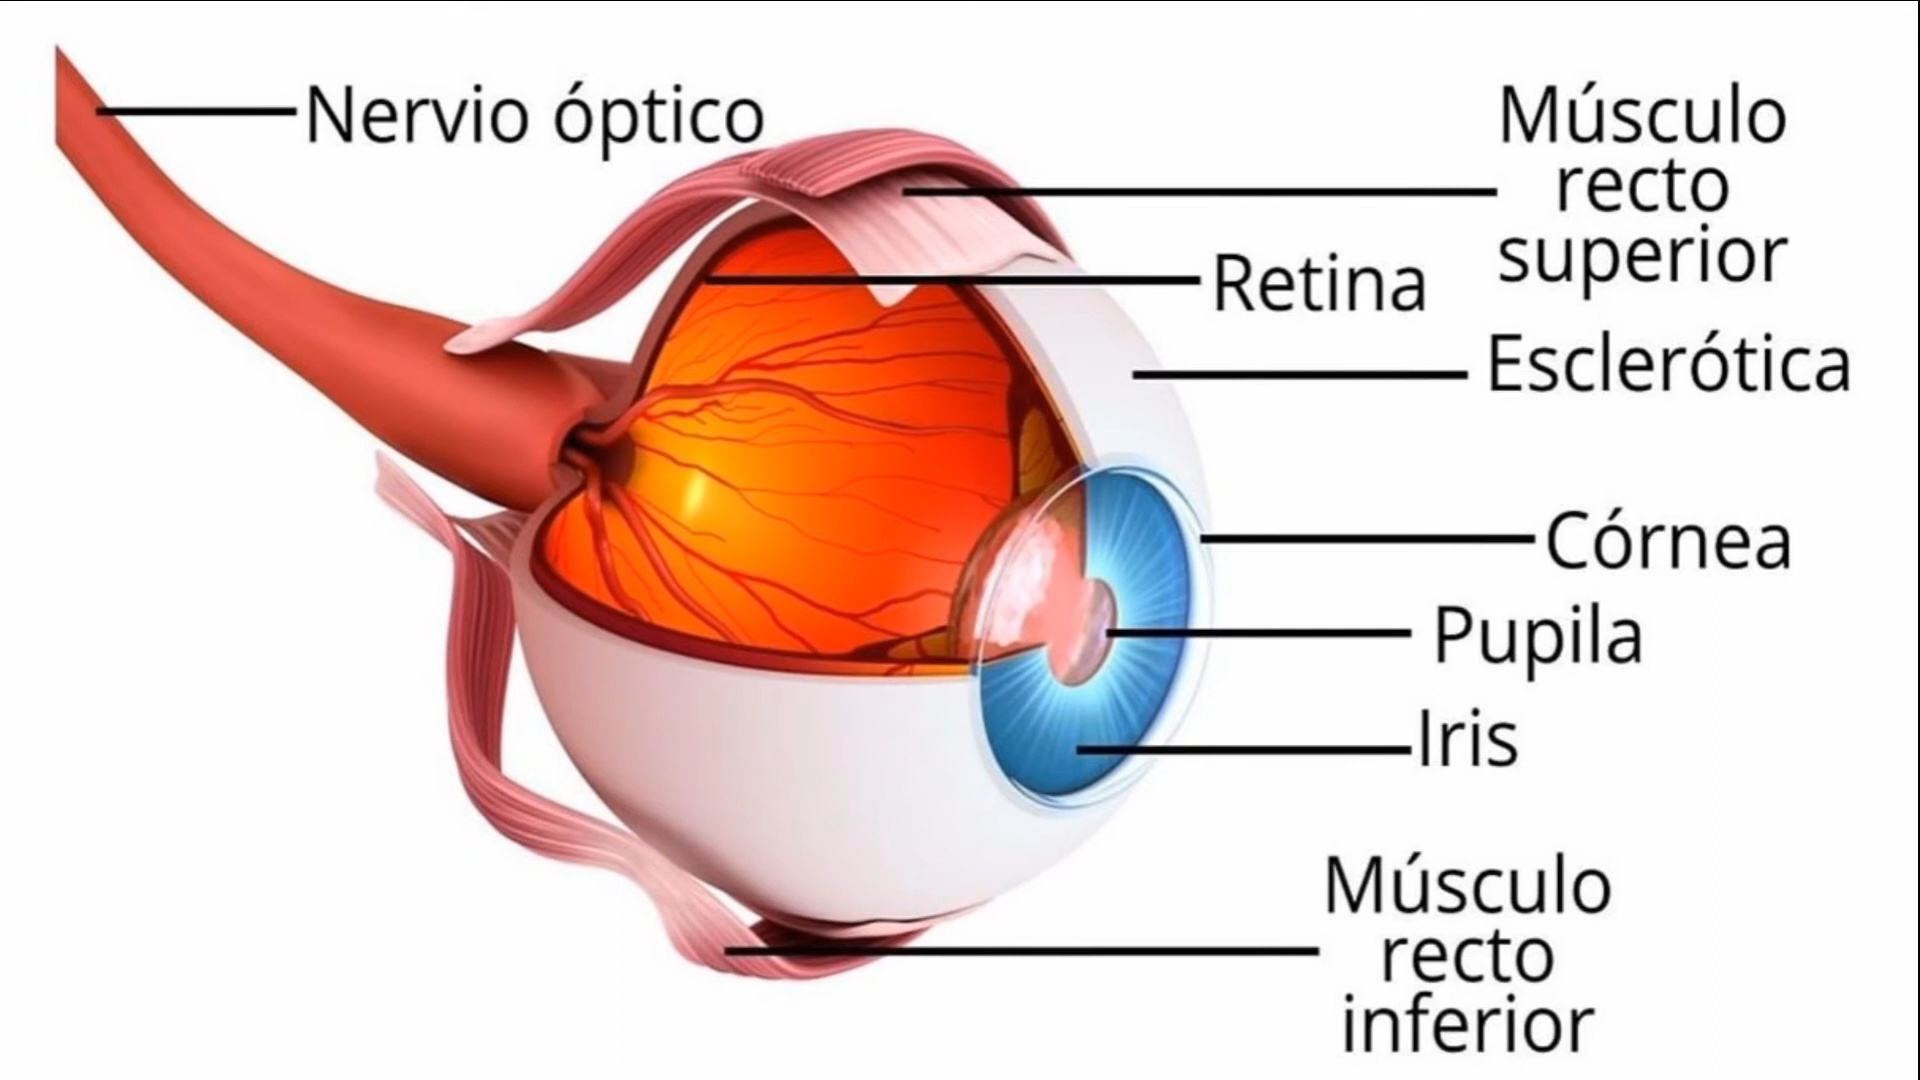 Nervio óptico
Músculo
recto
superior
Retina
Esclerótica
Córnea
Pupila
Iris
Músculo
recto
inferior